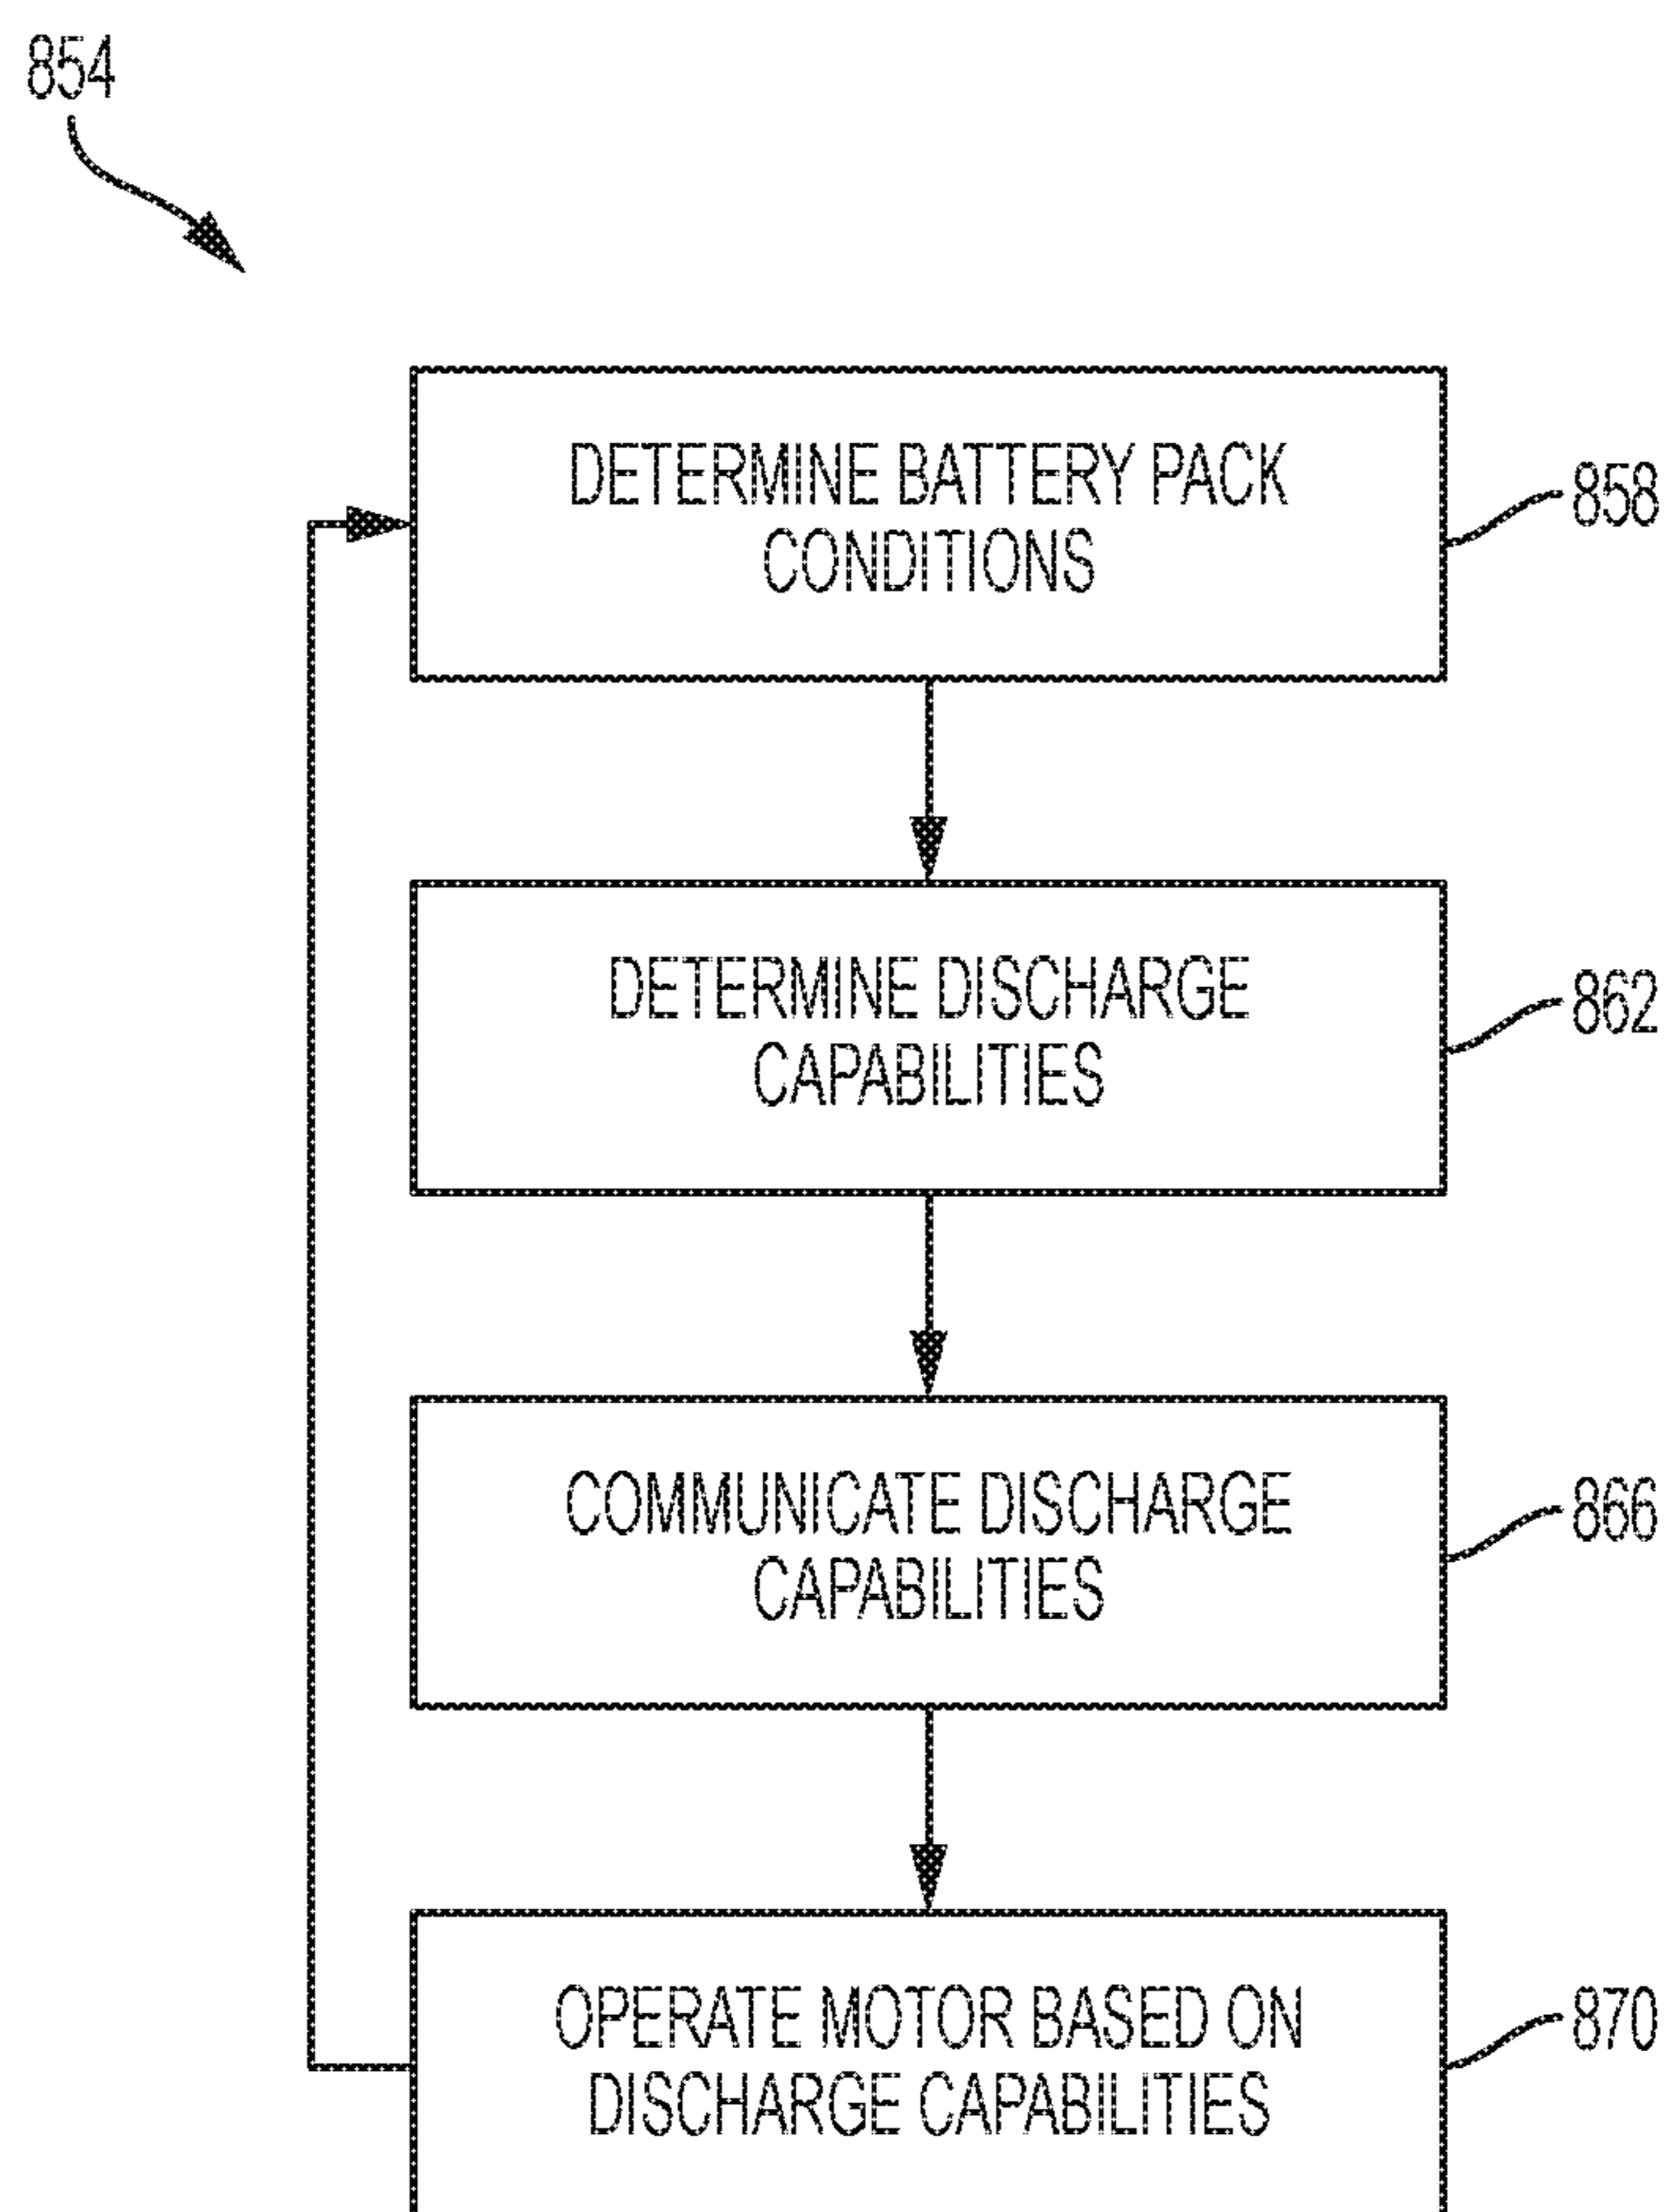 854
DETERMINE BATTERY PACK
CONDITIONS
858
DETERMINE DISCHARGE
CAPABILITIES
862
COMMUNICATE DISCHARGE
CAPABILITIES
866
OPERATE MOTOR BASED ON
DISCHARGE CAPABILITIES
870